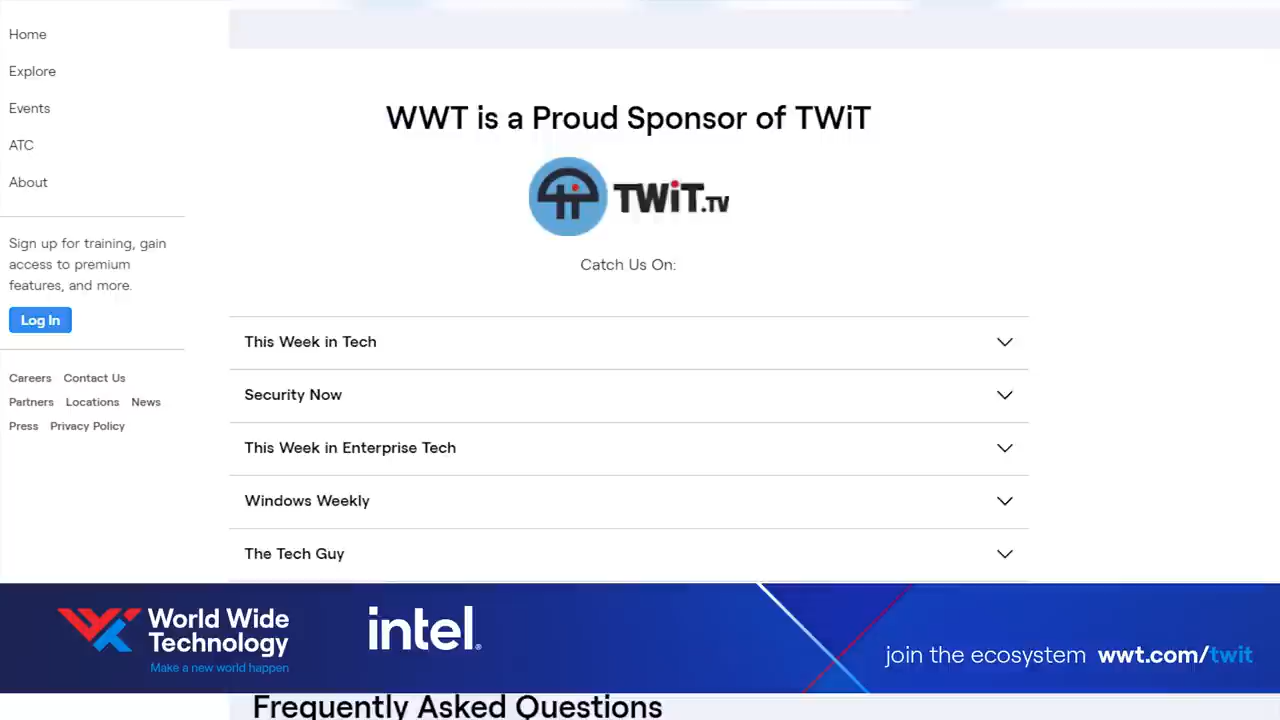 Home
Explore
Events
ATC
About
Sign up for training, gain
access to premium
features, and more.
Log In
Careers Contact Us
Partners Locations News
Press Privacy Policy
WWT is a Proud Sponsor of TWiT
TWiT.TV
Catch Us On:
This Week in Tech
Security Now
This Week in Enterprise Tech
Windows Weekly
The Tech Guy
World Wide
Technology
Make a new world happen
intel.
join the ecosystem wwt.com/twit
Frequently Asked Questions